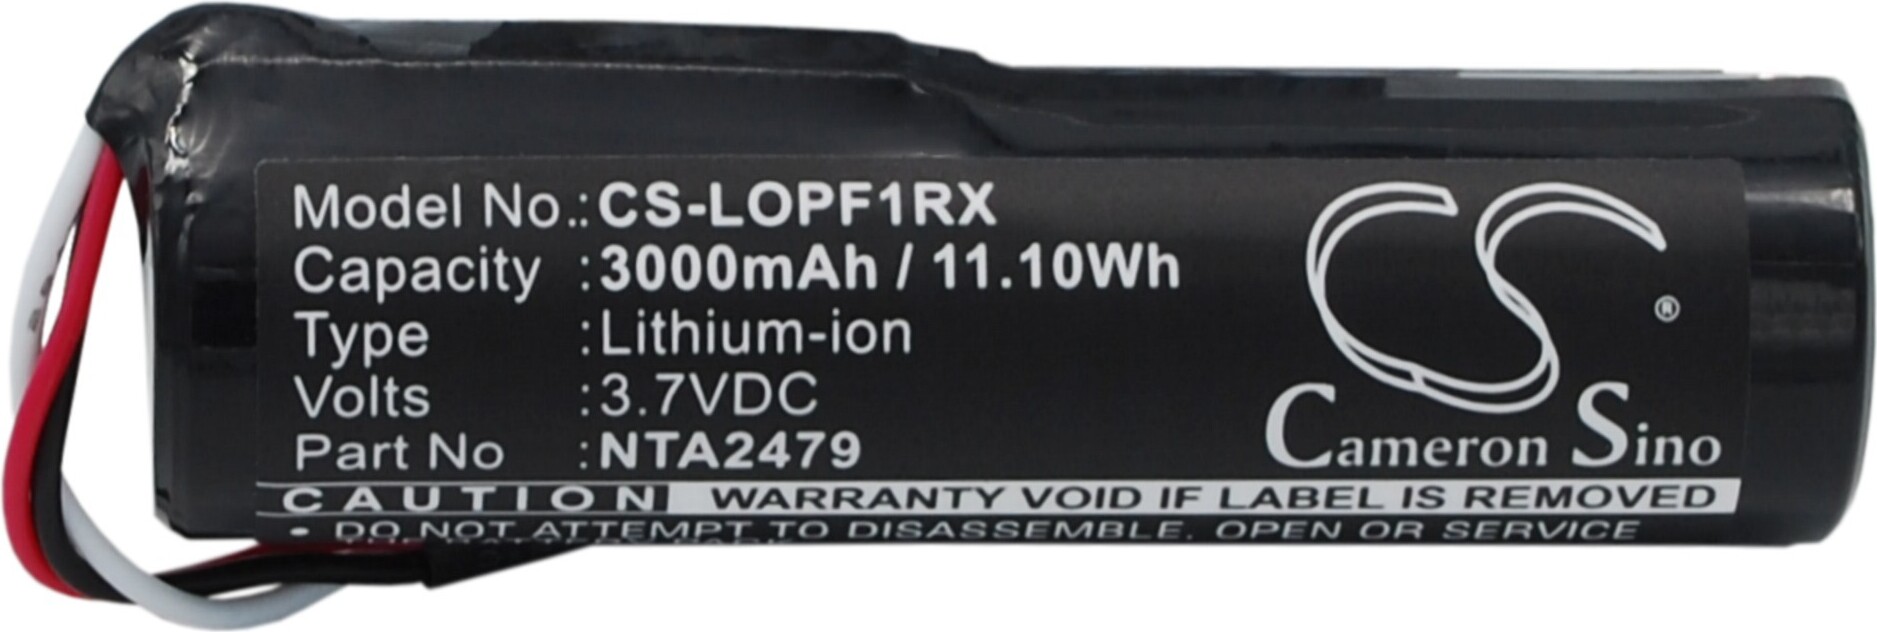 Model No.: CS-LOPF1RX
Capacity : 3000mAh / 11.10Wh
Type : Lithium-ion
Volts : 3.7VDC
Part No : NTA2479
CS ®
Cameron Sino
CAUTION WARRANTY VOID IF LABEL IS REMOVED
• DO NOT ATTEMPT TO DISASSEMBLE, OPEN OR SERVICE